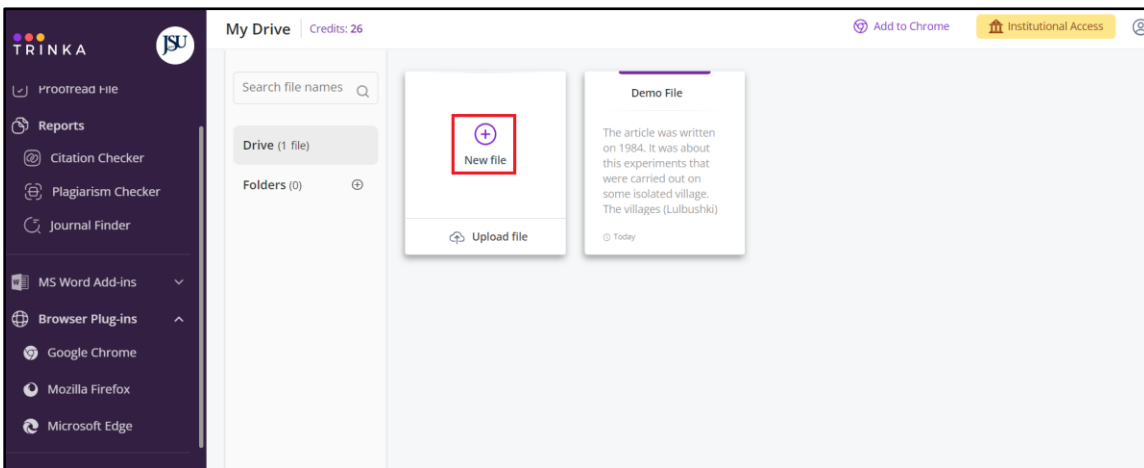 TRINKA
JSU
Proofread File
Reports
Citation Checker
Plagiarism Checker
Journal Finder
MS Word Add-ins
Browser Plug-ins
Google Chrome
Mozilla Firefox
Microsoft Edge
My Drive Credits: 26
Add to Chrome
Institutional Access
Search file names
Drive (1 file)
Folders (0)
New file
Upload file
Demo File
The article was written
on 1984. It was about
this experiments that
were carried out on
some isolated village.
The villages (Lulbushki)
Today